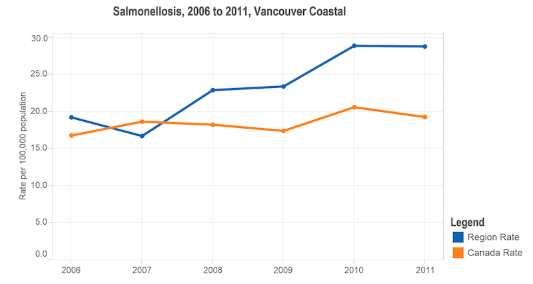 Salmonellosis, 2006 to 2011, Vancouver Coastal
Rate per 100,000 population
30.0
25.0
20.0
15.0
10.0
5.0
0.0
2006 2007 2008 2009 2010 2011
Legend
Region Rate
Canada Rate